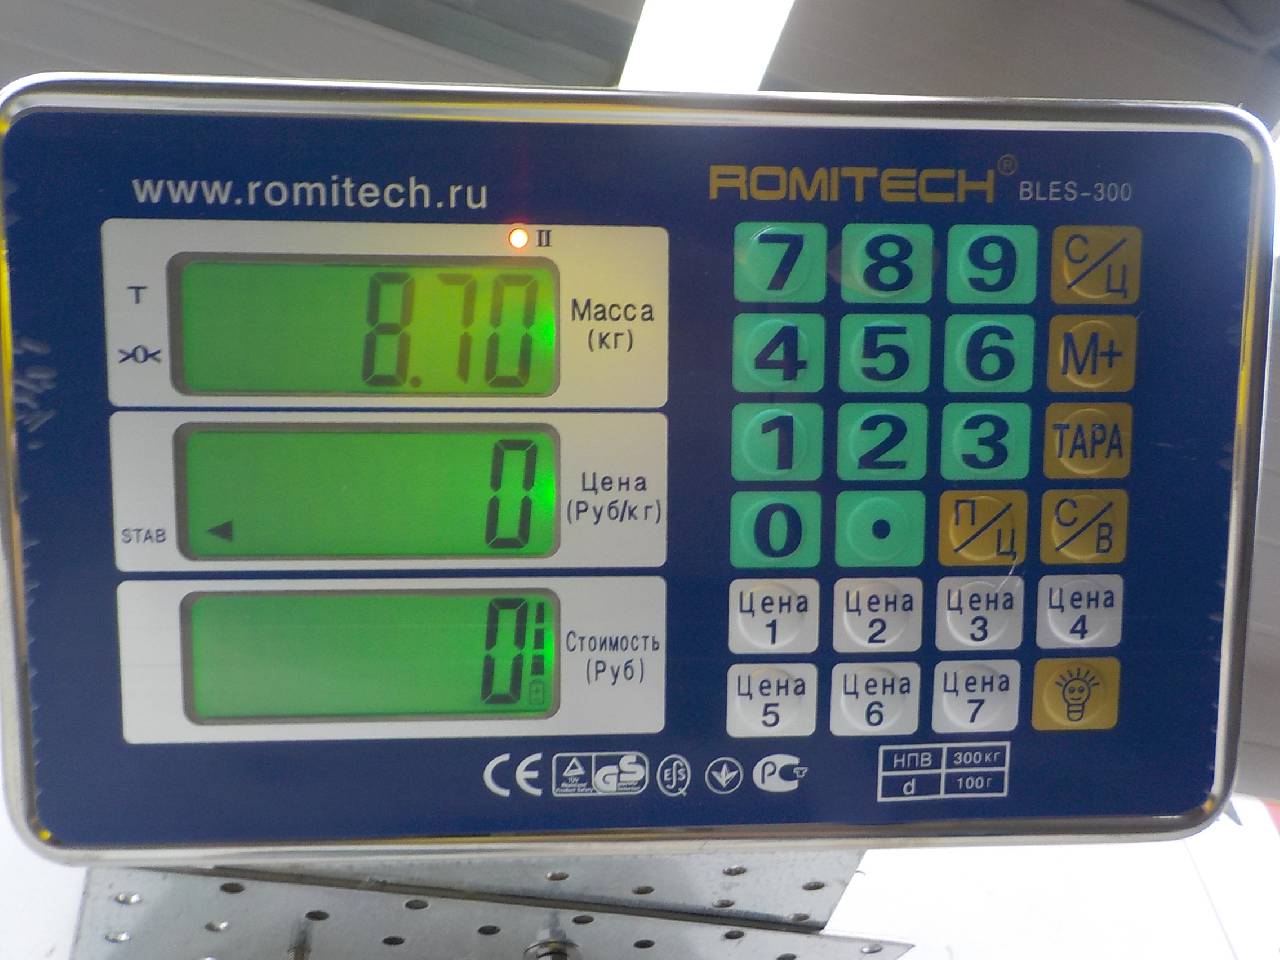 www.romitech.ru
ROMITECH® BLES-300
II
T
>0<
8.70
Масса
(кг)
STAB
0
Цена
(Руб/кг)
0
Стоимость
(Руб)
7 8 9 С/Ц
4 5 6 М+
1 2 3 ТАРА
0 . П/Ц С/В
Цена 1 Цена 2 Цена 3 Цена 4
Цена 5 Цена 6 Цена 7
CE GS PCT
НПВ 300кг
d 100г